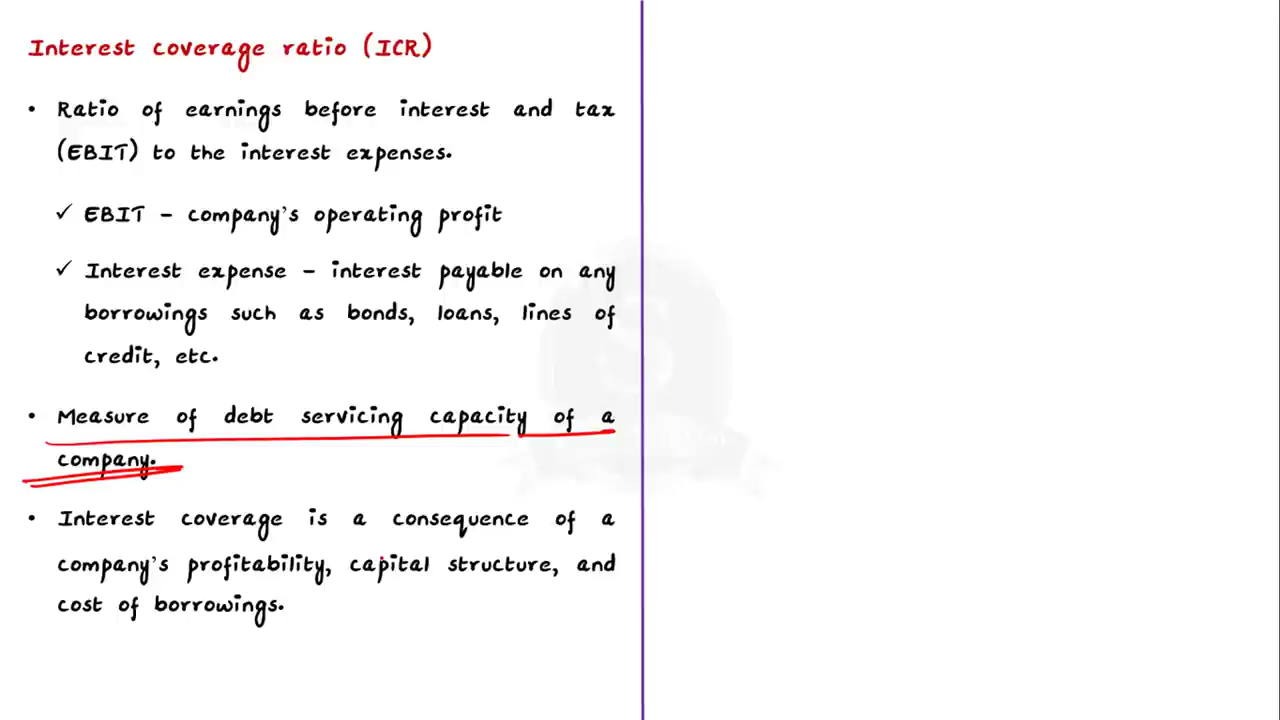 Interest coverage ratio (ICR)
• Ratio of earnings before interest and tax
(EBIT) to the interest expenses.
✓ EBIT – company's operating profit
✓ Interest expense – interest payable on any
borrowings such as bonds, loans, lines of
credit, etc.
• Measure of debt servicing capacity of a
company.
• Interest coverage is a consequence of a
company's profitability, capital structure, and
cost of borrowings.